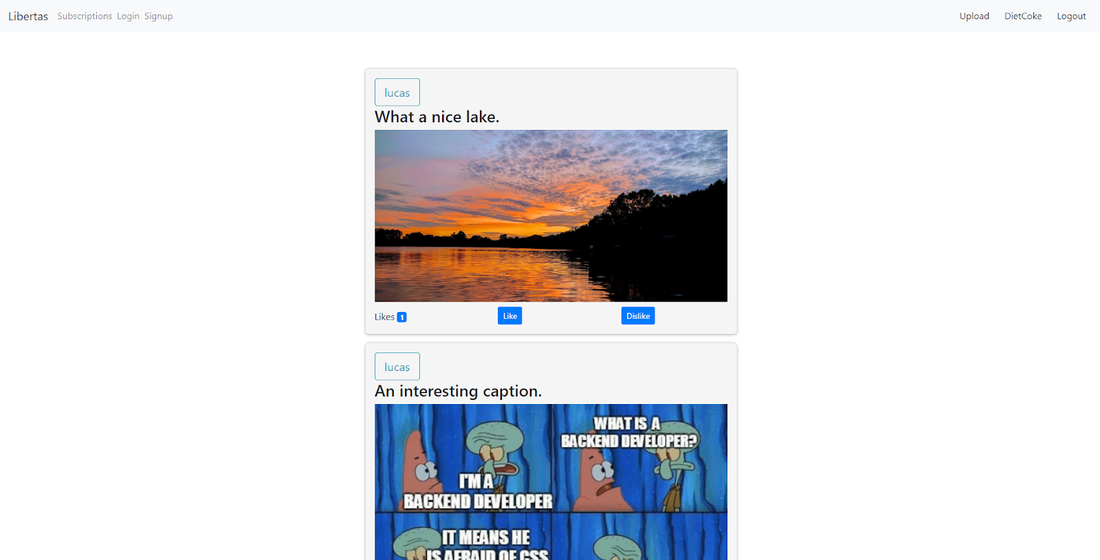 Libertas Subscriptions Login Signup Upload DietCoke Logout
lucas
What a nice lake.
Likes 1 Like Dislike
lucas
An interesting caption.
I'M A
BACKEND DEVELOPER
WHAT IS A
BACKEND DEVELOPER?
IT MEANS HE
IS AFRAID OF CSS